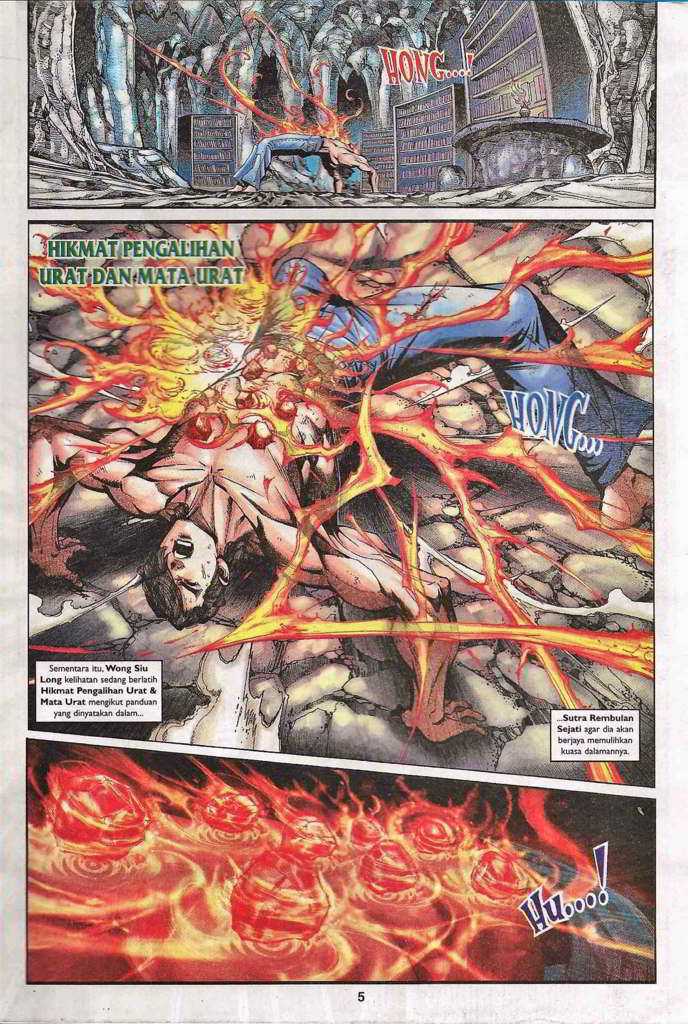 HONG...!
HIKMAT PENGALIHAN
URAT DAN MATA URAT
HONG...
Sementara itu, Wong Siu
Long kelihatan sedang berlatih
Hikmat Pengalihan Urat &
Mata Urat mengikut panduan
yang dinyatakan dalam...
...Sutra Rembulan
Sejati agar dia akan
berjaya memulihkan
kuasa dalamannya.
Hu....!
5